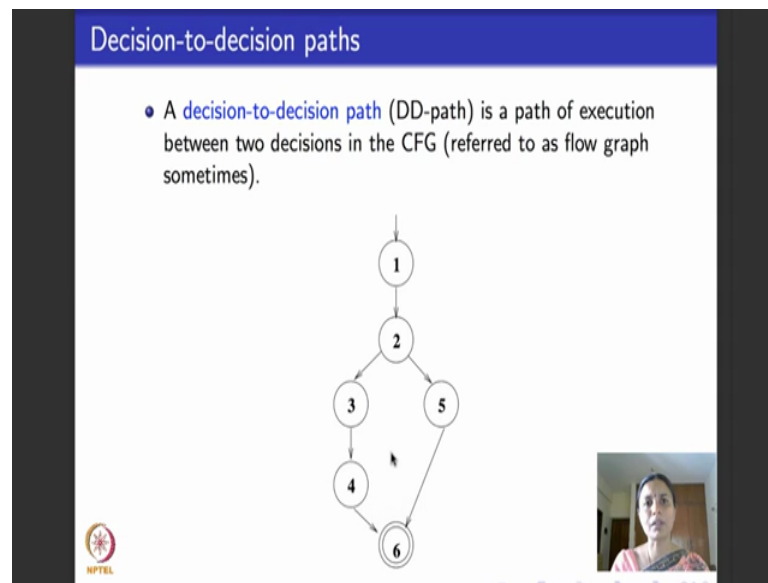 Decision-to-decision paths
A decision-to-decision path (DD-path) is a path of execution
between two decisions in the CFG (referred to as flow graph
sometimes).
1
2
3
5
4
6
NPTEL